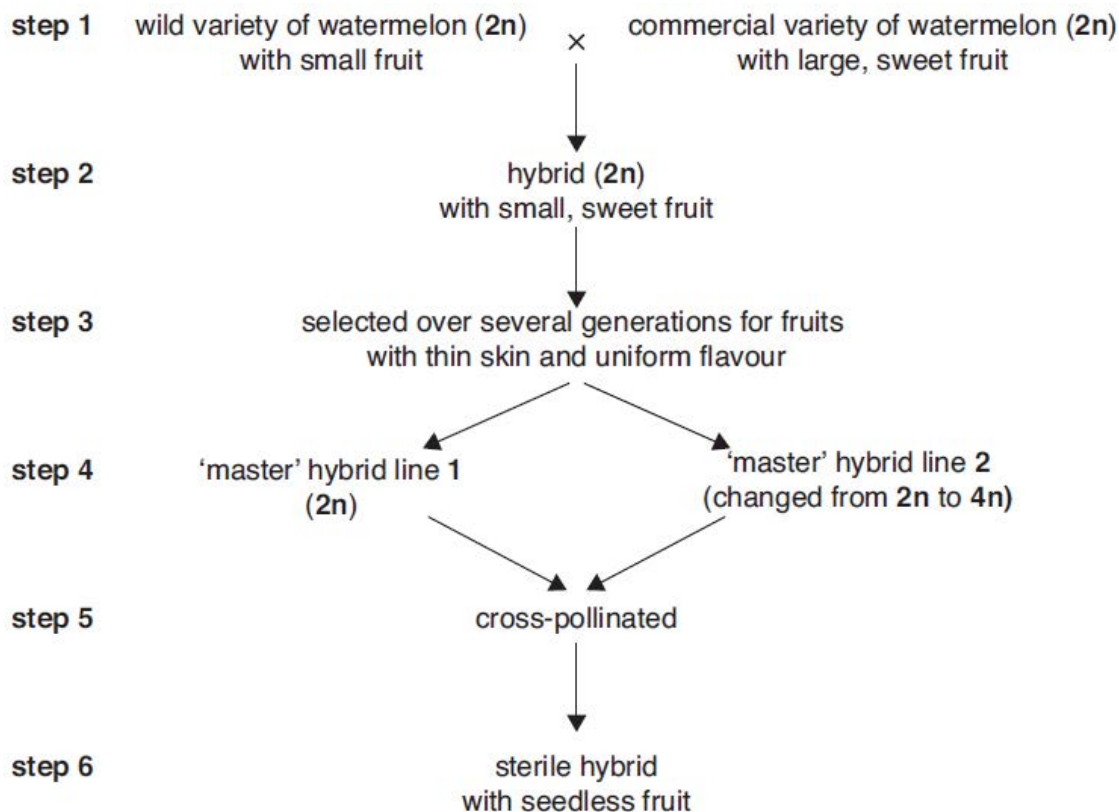 step 1 wild variety of watermelon (2n) × commercial variety of watermelon (2n)
with small fruit with large, sweet fruit
step 2 hybrid (2n)
with small, sweet fruit
step 3 selected over several generations for fruits
with thin skin and uniform flavour
step 4 ‘master’ hybrid line 1 ‘master’ hybrid line 2
(2n) (changed from 2n to 4n)
step 5 cross-pollinated
step 6 sterile hybrid
with seedless fruit